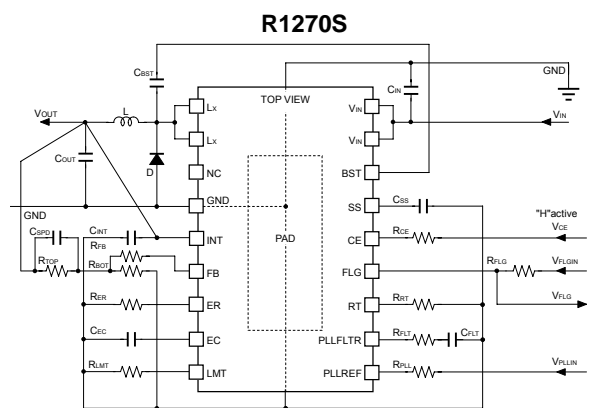 R1270S
CBST
CIN
GND
TOP VIEW
VOUT
L
LX
VIN
VIN
LX
VIN
COUT
D
NC
BST
GND
GND
SS
CSS
"H"active
CSPD
CINT
INT
PAD
CE
RCE
VCE
RFB
RTOP
RBOT
FB
FLG
RFLG
VFLGIN
RER
ER
RT
RRT
VFLG
CEC
EC
PLLFLTR
RFLT
CFLT
RLMT
LMT
PLLREF
RPLL
VPLLIN